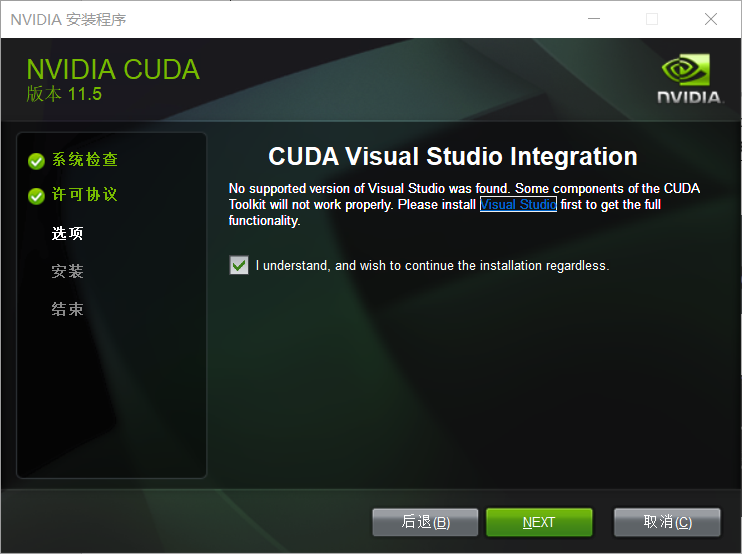 NVIDIA 安装程序
NVIDIA CUDA
版本 11.5
NVIDIA.
系统检查
许可协议
选项
安装
结束
CUDA Visual Studio Integration
No supported version of Visual Studio was found. Some components of the CUDA
Toolkit will not work properly. Please install Visual Studio first to get the full
functionality.
I understand, and wish to continue the installation regardless.
后退(B)
NEXT
取消(C)